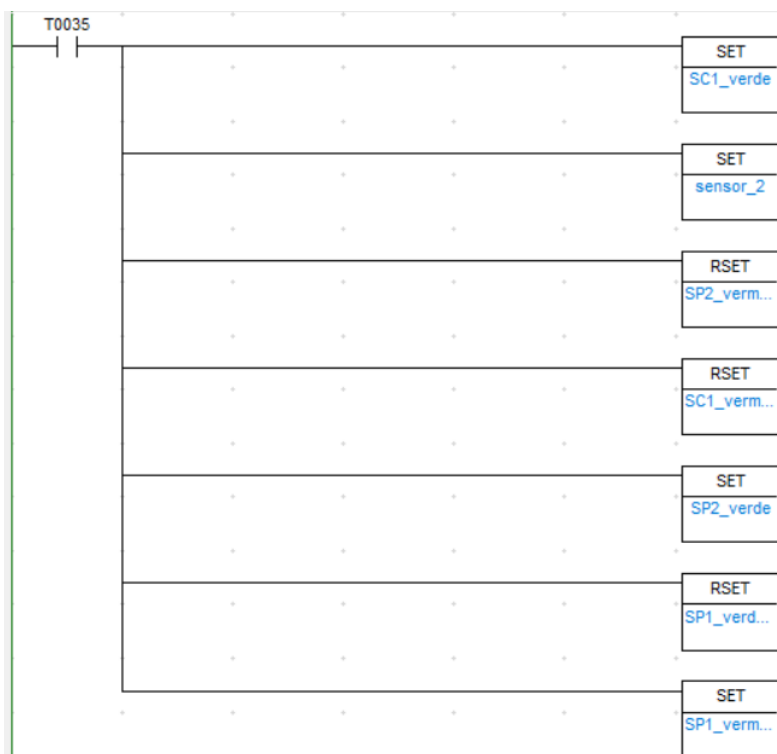 T0035
SET
SC1_verde
SET
sensor_2
RSET
SP2_verm...
RSET
SC1_verm...
SET
SP2_verde
RSET
SP1_verd...
SET
SP1_verm...